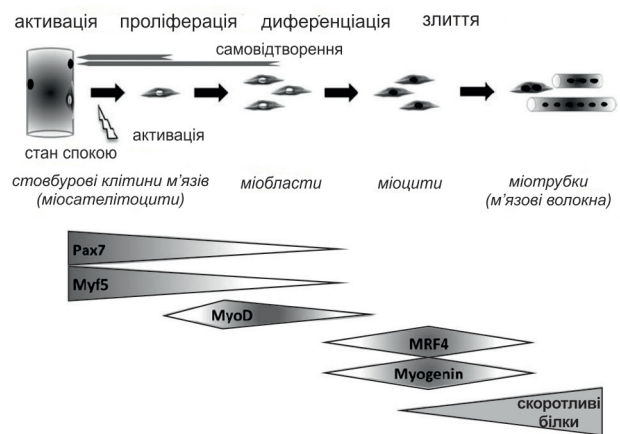 активація проліферація диференціація злиття
самовідтворення
активація
стан спокою
стовбурові клітини м'язів міобласти міоцити міотрубки
(міосателітоцити) (м'язові волокна)
Pax7
Myf5
MyoD
MRF4
Myogenin
скоротливі
білки